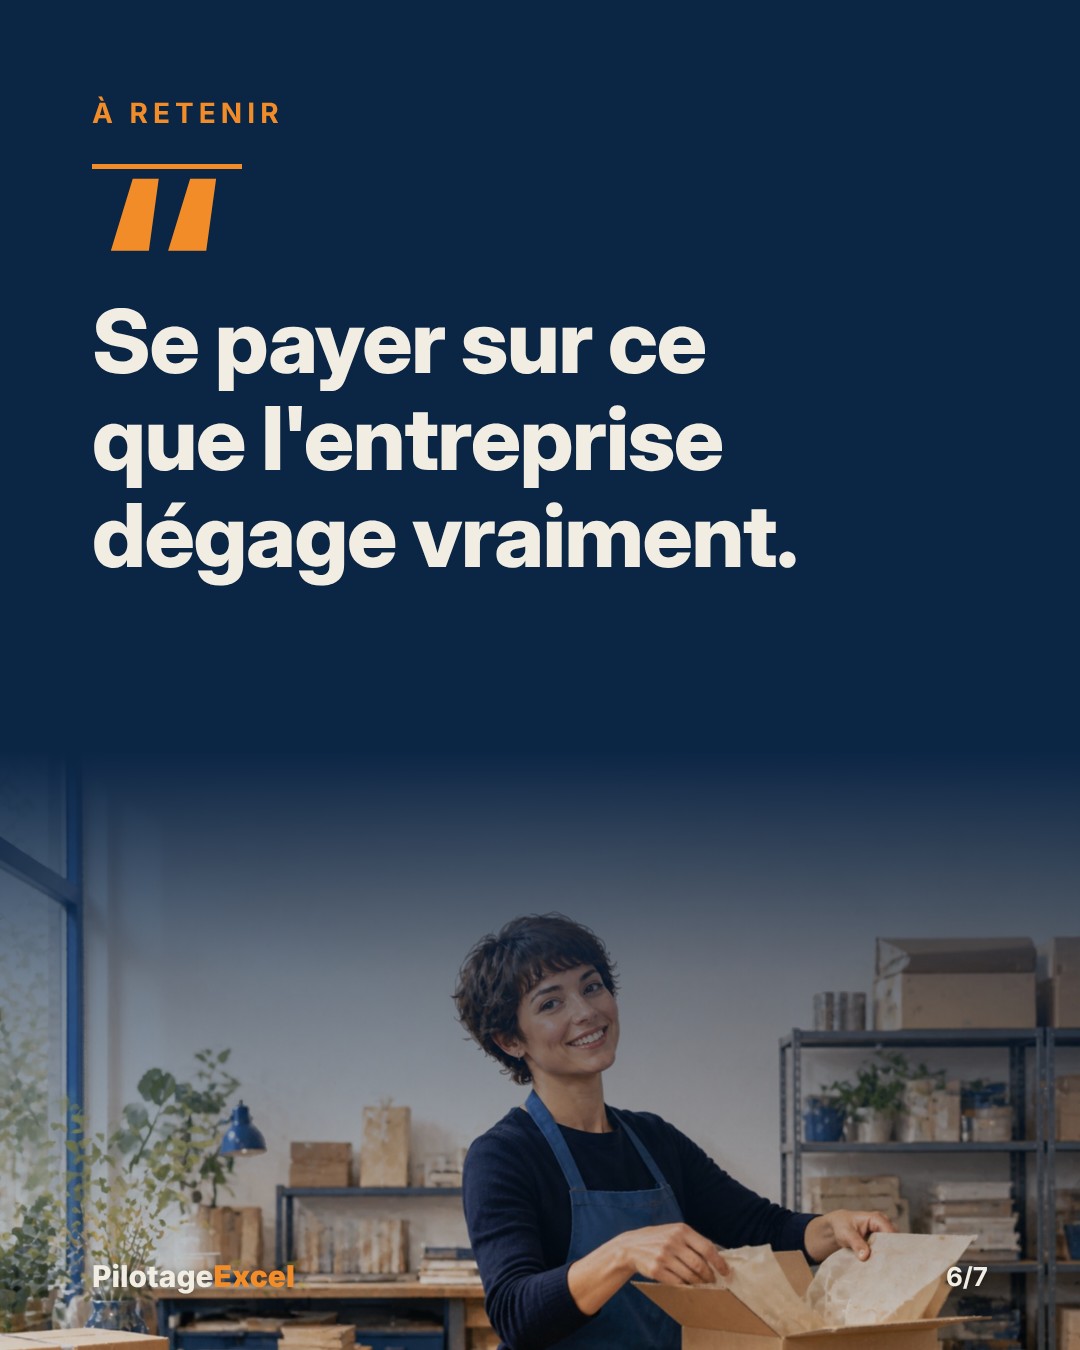 À RETENIR
"
Se payer sur ce
que l'entreprise
dégage vraiment.
PilotageExcel
6/7